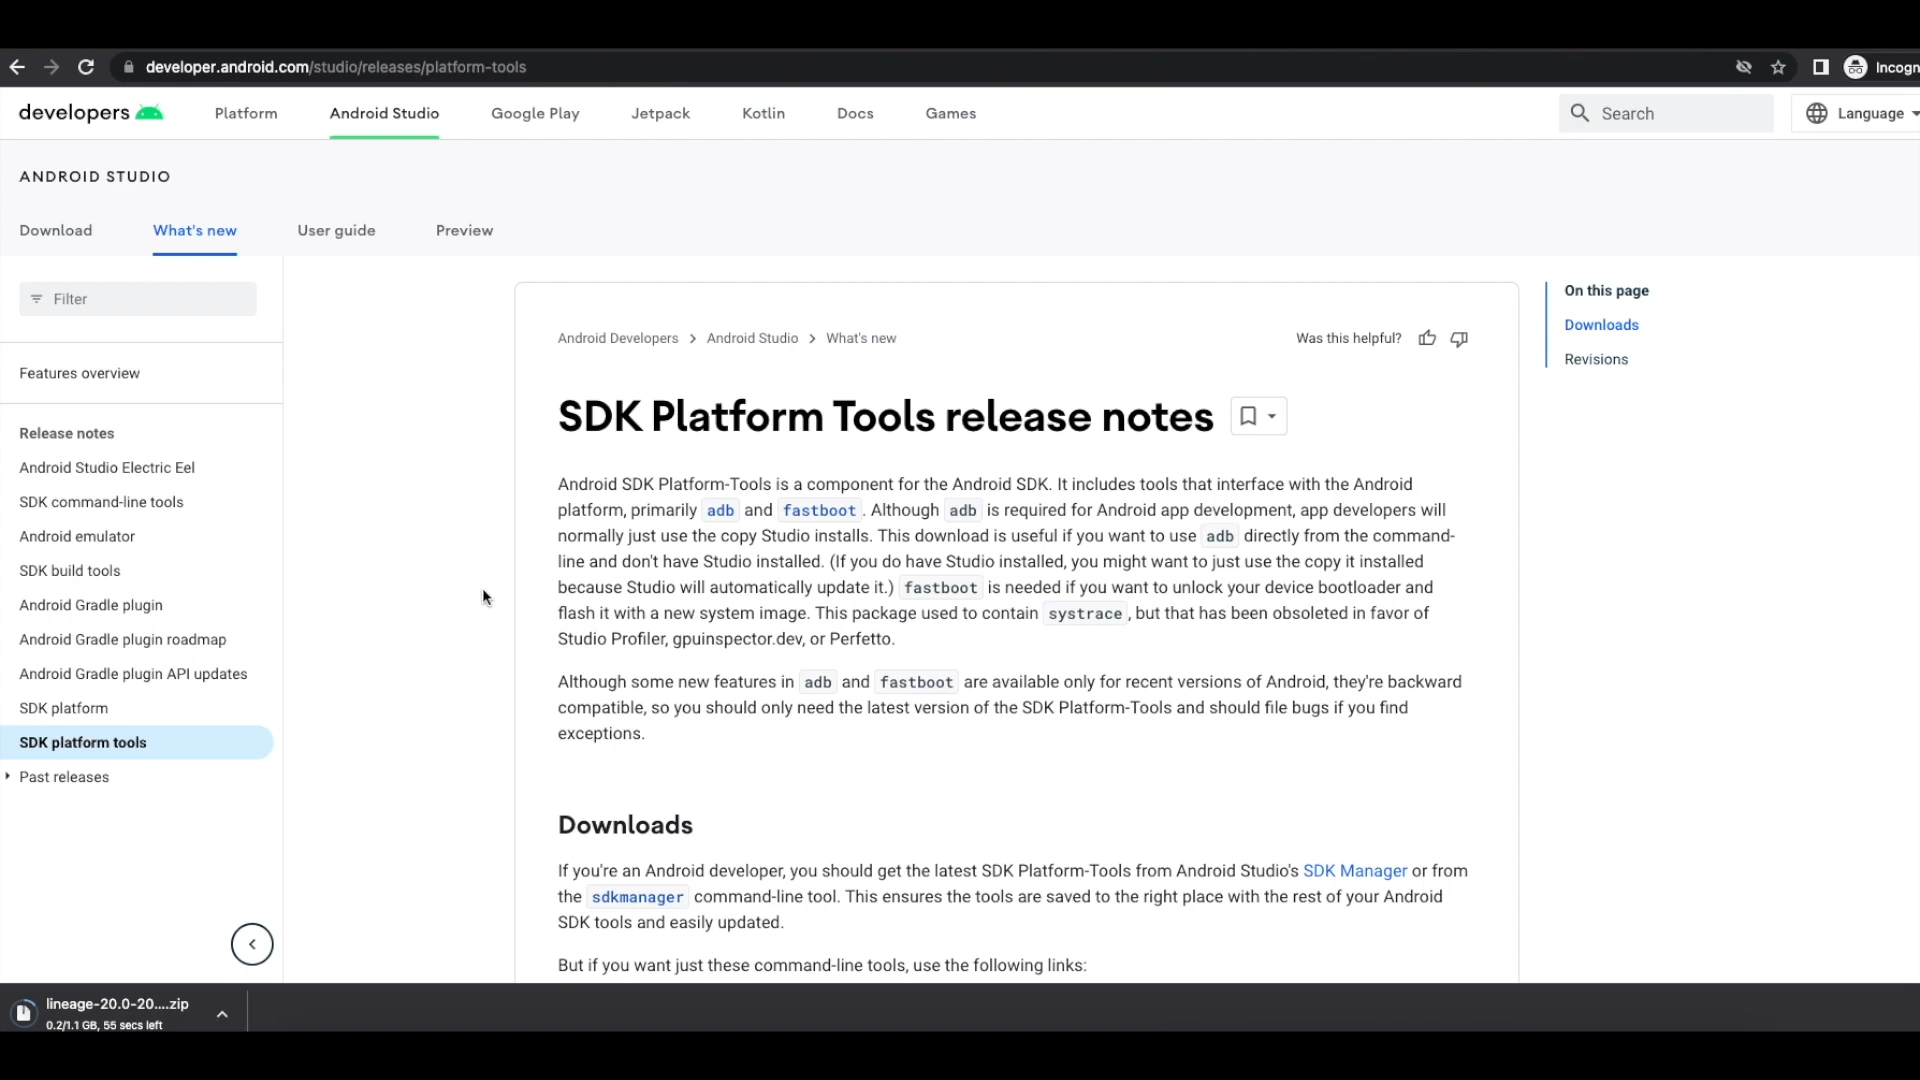 developer.android.com/studio/releases/platform-tools
Incogn
developers
Platform
Android Studio
Google Play
Jetpack
Kotlin
Docs
Games
Search
Language
ANDROID STUDIO
Download
What's new
User guide
Preview
Filter
Features overview
Release notes
Android Studio Electric Eel
SDK command-line tools
Android emulator
SDK build tools
Android Gradle plugin
Android Gradle plugin roadmap
Android Gradle plugin API updates
SDK platform
SDK platform tools
Past releases
Android Developers > Android Studio > What's new
Was this helpful?
SDK Platform Tools release notes
Android SDK Platform-Tools is a component for the Android SDK. It includes tools that interface with the Android
platform, primarily adb and fastboot. Although adb is required for Android app development, app developers will
normally just use the copy Studio installs. This download is useful if you want to use adb directly from the command-
line and don't have Studio installed. (If you do have Studio installed, you might want to just use the copy it installed
because Studio will automatically update it.) fastboot is needed if you want to unlock your device bootloader and
flash it with a new system image. This package used to contain systrace, but that has been obsoleted in favor of
Studio Profiler, gpuinspector.dev, or Perfetto.
Although some new features in adb and fastboot are available only for recent versions of Android, they're backward
compatible, so you should only need the latest version of the SDK Platform-Tools and should file bugs if you find
exceptions.
Downloads
If you're an Android developer, you should get the latest SDK Platform-Tools from Android Studio's SDK Manager or from
the sdkmanager command-line tool. This ensures the tools are saved to the right place with the rest of your Android
SDK tools and easily updated.
But if you want just these command-line tools, use the following links:
On this page
Downloads
Revisions
lineage-20.0-20....zip
0.2/1.1 GB, 55 secs left